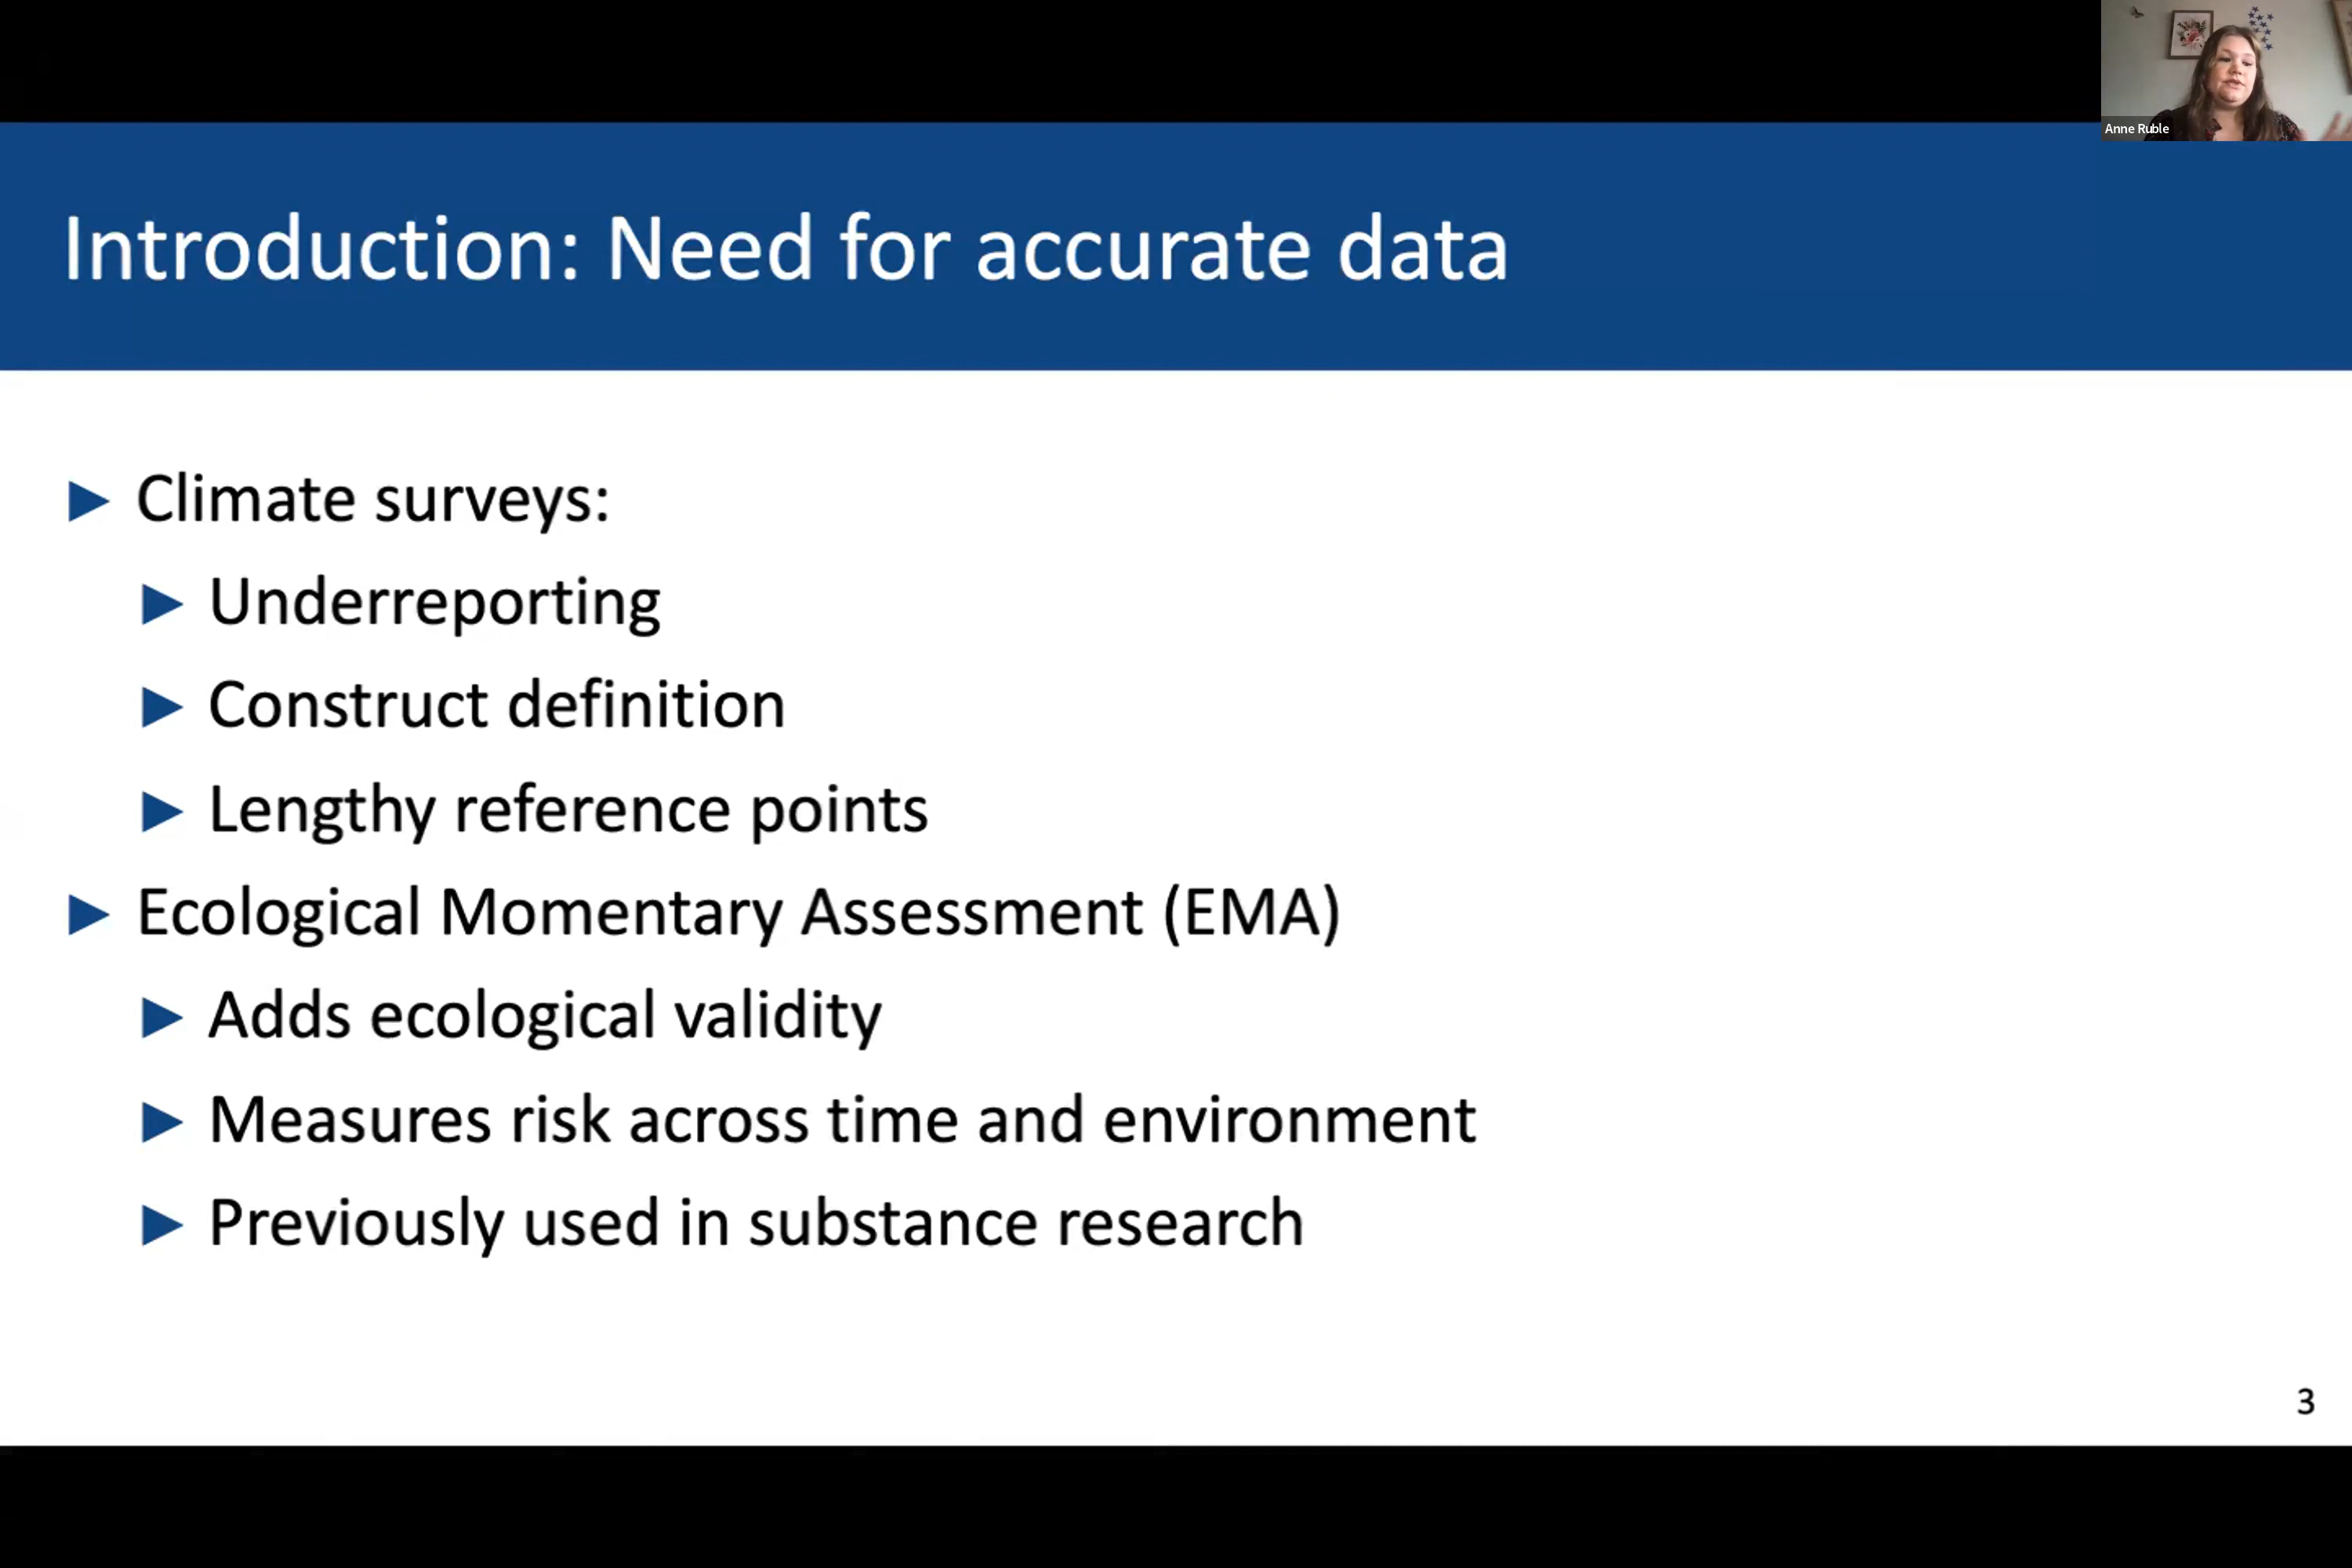 Anne Ruble
Introduction: Need for accurate data
Climate surveys:
Underreporting
Construct definition
Lengthy reference points
Ecological Momentary Assessment (EMA)
Adds ecological validity
Measures risk across time and environment
Previously used in substance research
3